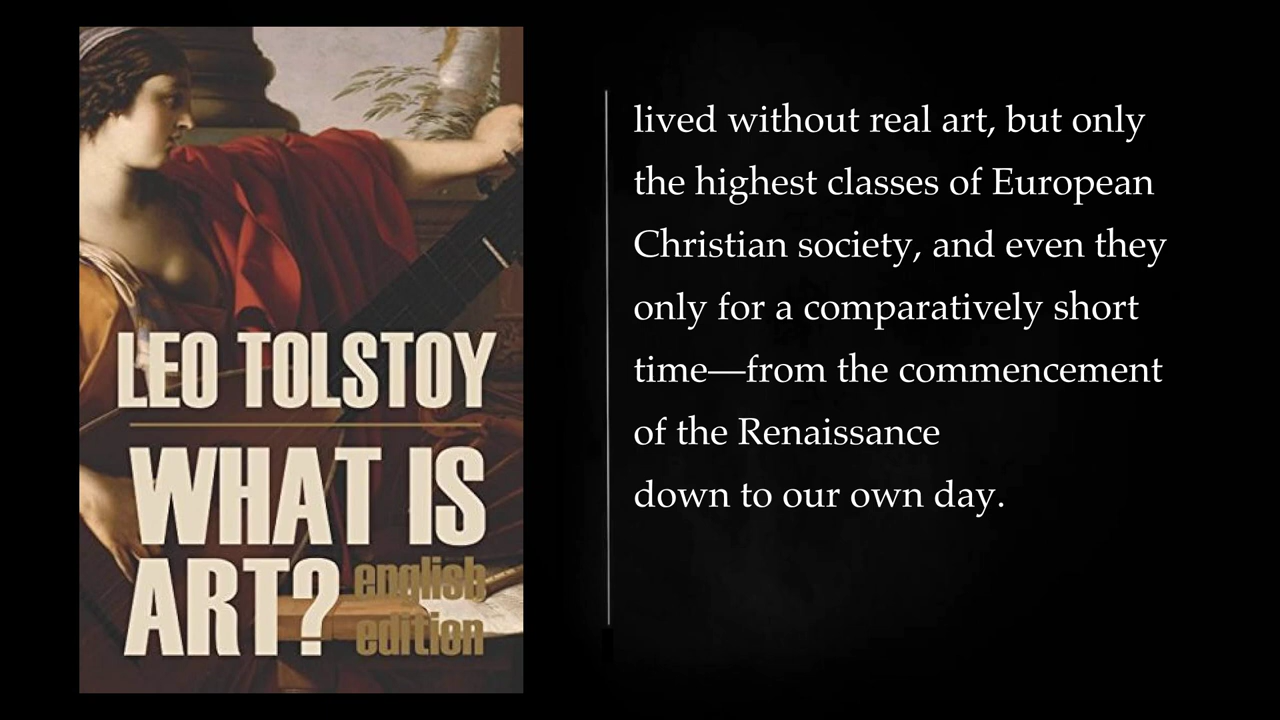 LEO TOLSTOY
WHAT IS
ART?
english
edition
lived without real art, but only
the highest classes of European
Christian society, and even they
only for a comparatively short
time—from the commencement
of the Renaissance
down to our own day.